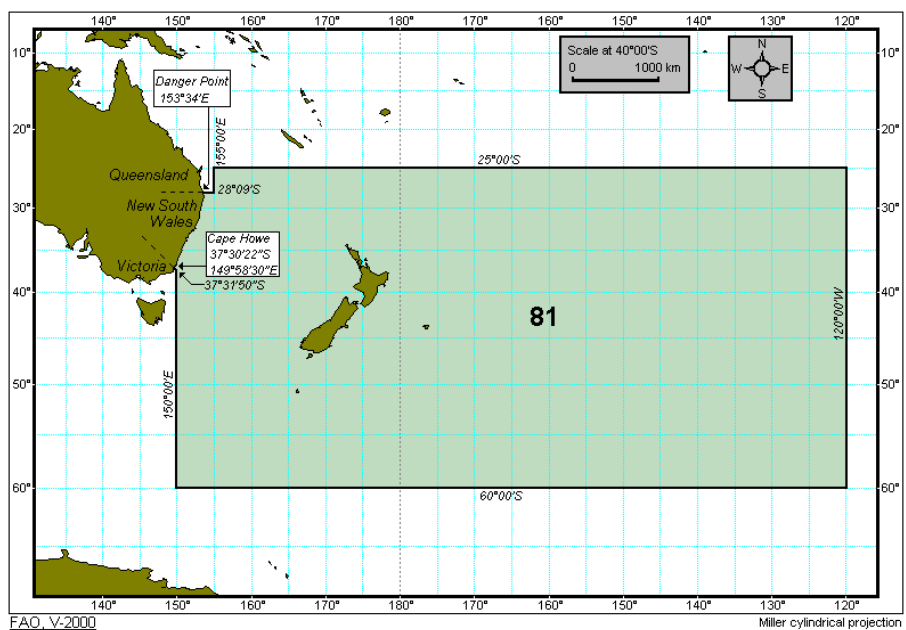 140° 150° 160° 170° 180° 170° 160° 150° 140° 130° 120°
10° 10°
Scale at 40°00'S
0 1000 km
N
W E
S
Danger Point
153°34'E
20° 20°
155°00'E
25°00'S
Queensland
28°09'S
30° 30°
New South
Wales
Cape Howe
37°30'22"S
149°58'30"E
Victoria
37°31'50"S
40° 40°
81
120°00'W
50° 50°
150°00'E
60° 60°
60°00'S
140° 150° 160° 170° 180° 170° 160° 150° 140° 130° 120°
FAO, V-2000
Miller cylindrical projection